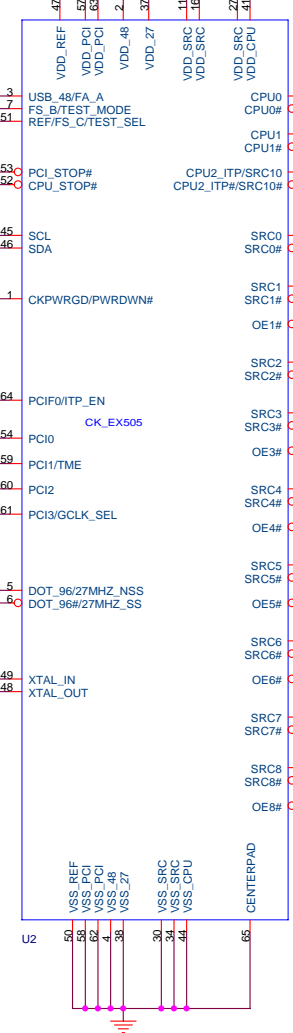 47 57 63 2 37 11 16 27 41
VDD_REF VDD_PCI VDD_PCI VDD_48 VDD_27 VDD_SRC VDD_SRC VDD_SRC VDD_CPU
3 USB_48/FA_A CPU0
7 FS_B/TEST_MODE CPU0#
51 REF/FS_C/TEST_SEL
CPU1
CPU1#
53 PCI_STOP# CPU2_ITP/SRC10
52 CPU_STOP# CPU2_ITP#/SRC10#
45 SCL SRC0
46 SDA SRC0#
SRC1
1 CKPWRGD/PWRDWN# SRC1#
OE1#
SRC2
SRC2#
64 PCIF0/ITP_EN
SRC3
CK_EX505 SRC3#
54 PCI0
OE3#
59 PCI1/TME
60 PCI2 SRC4
SRC4#
61 PCI3/GCLK_SEL
OE4#
SRC5
SRC5#
5 DOT_96/27MHZ_NSS
6 DOT_96#/27MHZ_SS OE5#
SRC6
SRC6#
49 XTAL_IN OE6#
48 XTAL_OUT
SRC7
SRC7#
SRC8
SRC8#
OE8#
VSS_REF VSS_PCI VSS_PCI VSS_48 VSS_27 VSS_SRC VSS_SRC VSS_CPU CENTERPAD
U2
50 58 62 4 38 30 34 44 65